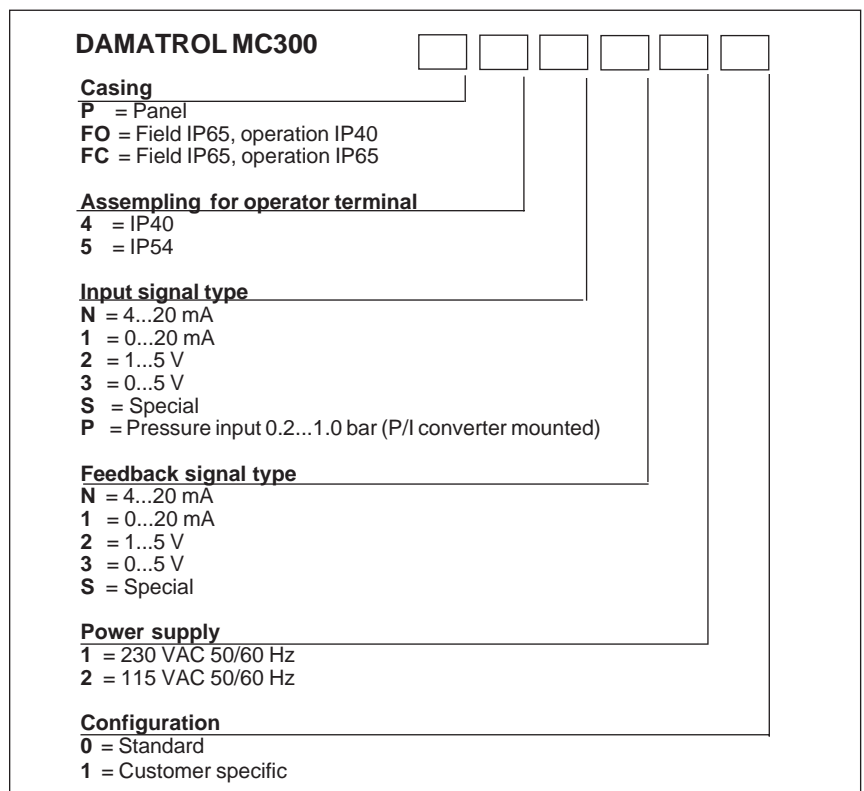 DAMATROL MC300
Casing
P = Panel
FO = Field IP65, operation IP40
FC = Field IP65, operation IP65
Assempling for operator terminal
4 = IP40
5 = IP54
Input signal type
N = 4...20 mA
1 = 0...20 mA
2 = 1...5 V
3 = 0...5 V
S = Special
P = Pressure input 0.2...1.0 bar (P/I converter mounted)
Feedback signal type
N = 4...20 mA
1 = 0...20 mA
2 = 1...5 V
3 = 0...5 V
S = Special
Power supply
1 = 230 VAC 50/60 Hz
2 = 115 VAC 50/60 Hz
Configuration
0 = Standard
1 = Customer specific